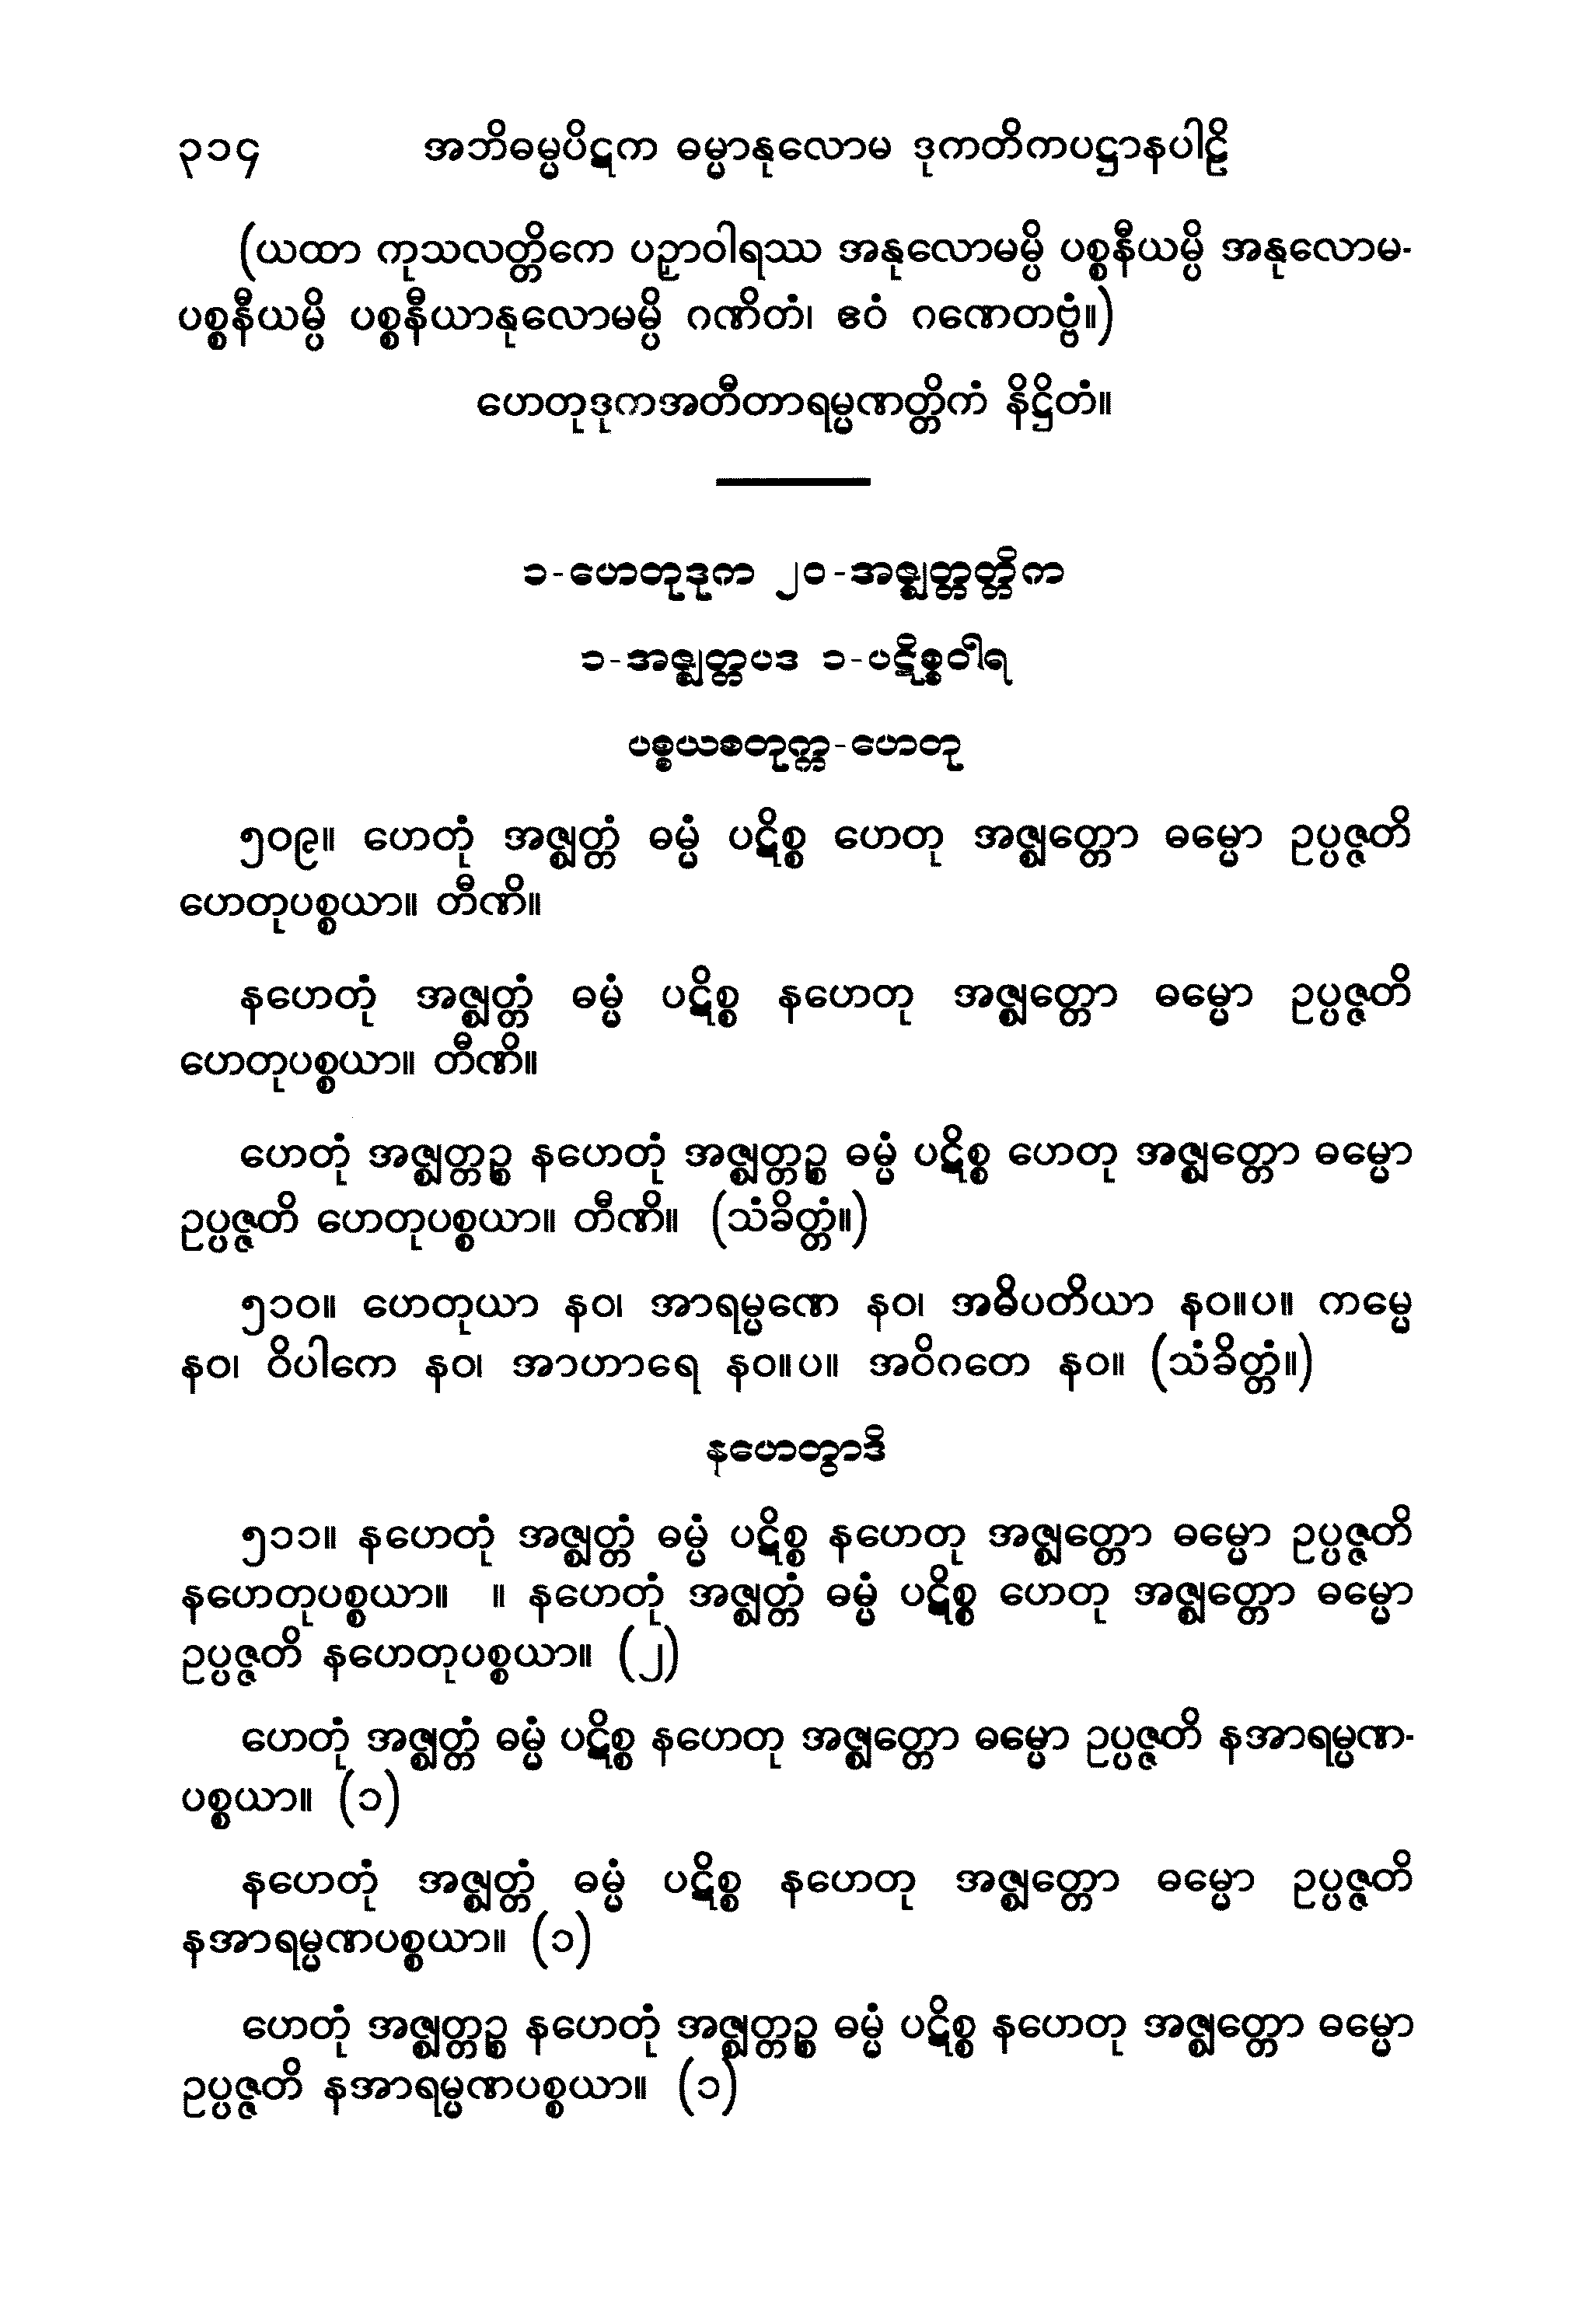 ၃၁၄ အဘိဓမ္မပိဋက ဓမ္မာနုလောမ ဒုကတိကပဋ္ဌာနပါဠိ
(ယထာ ကုသလတ္တိကေ ပဉှာဝါရဿ အနုလောမမ္ပိ ပစ္စနီယမ္ပိ အနုလောမ-
ပစ္စနီယမ္ပိ ပစ္စနီယာနုလောမမ္ပိ ဂဏိတံ၊ ဧဝံ ဂဏေတဗ္ဗံ။)
ဟေတုဒုကအတီတာရမ္မဏတ္တိကံ နိဋ္ဌိတံ။
၁-ဟေတုဒုက ၂၀-အဇ္ဈတ္တတ္တိက
၁-အဇ္ဈတ္တပဒ ၁-ပဋိစ္စဝါရ
ပစ္စယစတုက္က-ဟေတု
၅၀၉။ ဟေတုံ အဇ္ဈတ္တံ ဓမ္မံ ပဋိစ္စ ဟေတု အဇ္ဈတ္တော ဓမ္မော ဥပ္ပဇ္ဇတိ
ဟေတုပစ္စယာ။ တီဏိ။
နဟေတုံ အဇ္ဈတ္တံ ဓမ္မံ ပဋိစ္စ နဟေတု အဇ္ဈတ္တော ဓမ္မော ဥပ္ပဇ္ဇတိ
ဟေတုပစ္စယာ။ တီဏိ။
ဟေတုံ အဇ္ဈတ္တဉ္စ နဟေတုံ အဇ္ဈတ္တဉ္စ ဓမ္မံ ပဋိစ္စ ဟေတု အဇ္ဈတ္တော ဓမ္မော
ဥပ္ပဇ္ဇတိ ဟေတုပစ္စယာ။ တီဏိ။ (သံခိတ္တံ။)
၅၁၀။ ဟေတုယာ နဝ၊ အာရမ္မဏေ နဝ၊ အဓိပတိယာ နဝ။ပ။ ကမ္မေ
နဝ၊ ဝိပါကေ နဝ၊ အာဟာရေ နဝ။ပ။ အဝိဂတေ နဝ။ (သံခိတ္တံ။)
နဟေတွာဒိ
၅၁၁။ နဟေတုံ အဇ္ဈတ္တံ ဓမ္မံ ပဋိစ္စ နဟေတု အဇ္ဈတ္တော ဓမ္မော ဥပ္ပဇ္ဇတိ
နဟေတုပစ္စယာ။ ။ နဟေတုံ အဇ္ဈတ္တံ ဓမ္မံ ပဋိစ္စ ဟေတု အဇ္ဈတ္တော ဓမ္မော
ဥပ္ပဇ္ဇတိ နဟေတုပစ္စယာ။ (၂)
ဟေတုံ အဇ္ဈတ္တံ ဓမ္မံ ပဋိစ္စ နဟေတု အဇ္ဈတ္တော ဓမ္မော ဥပ္ပဇ္ဇတိ နအာရမ္မဏ-
ပစ္စယာ။ (၁)
နဟေတုံ အဇ္ဈတ္တံ ဓမ္မံ ပဋိစ္စ နဟေတု အဇ္ဈတ္တော ဓမ္မော ဥပ္ပဇ္ဇတိ
နအာရမ္မဏပစ္စယာ။ (၁)
ဟေတုံ အဇ္ဈတ္တဉ္စ နဟေတုံ အဇ္ဈတ္တဉ္စ ဓမ္မံ ပဋိစ္စ နဟေတု အဇ္ဈတ္တော ဓမ္မော
ဥပ္ပဇ္ဇတိ နအာရမ္မဏပစ္စယာ။ (၁)